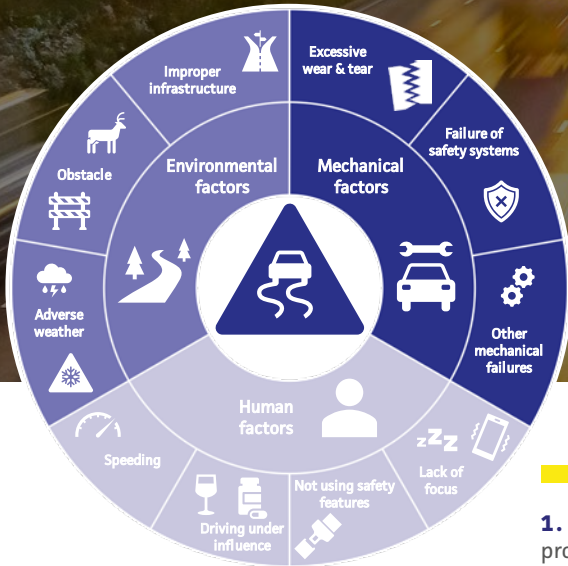 Excessive
wear & tear
Improper
infrastructure
Failure of
safety systems
Environmental
factors
Mechanical
factors
Obstacle
Adverse
weather
Other
mechanical
failures
Human
factors
Speeding
zzz
Lack of
focus
Not using safety
features
Driving under
influence
1.